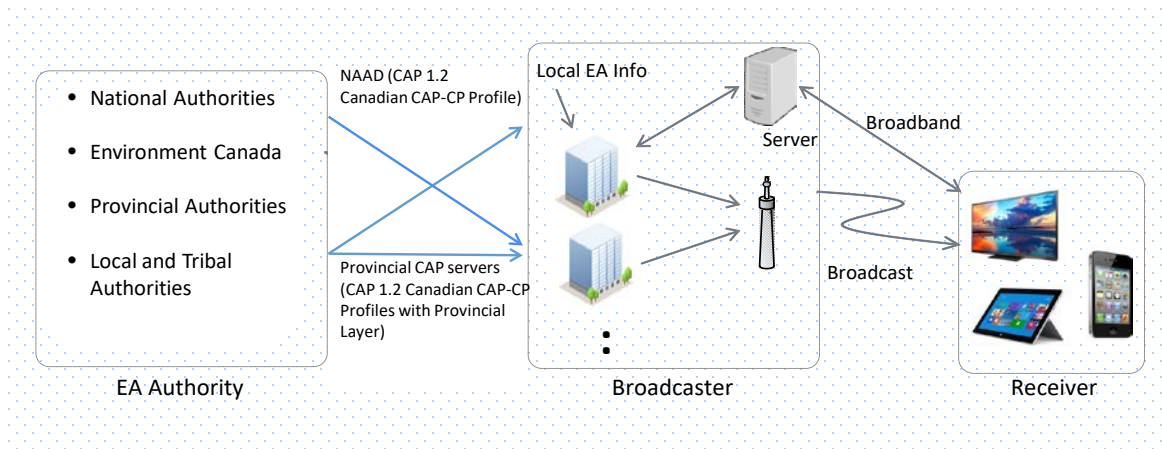 • National Authorities
• Environment Canada
• Provincial Authorities
• Local and Tribal
Authorities
EA Authority
NAAD (CAP 1.2
Canadian CAP-CP Profile)
Provincial CAP servers
(CAP 1.2 Canadian CAP-CP
Profiles with Provincial
Layer)
Local EA Info
Server
Broadcaster
Broadband
Broadcast
Receiver